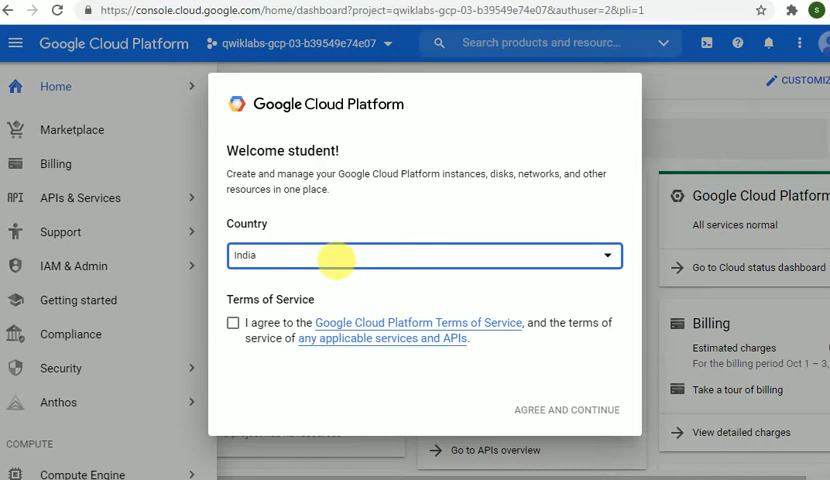 https://console.cloud.google.com/home/dashboard?project=qwiklabs-gcp-03-b39549e74e07&authuser=2&pli=1
S
Google Cloud Platform
qwiklabs-gcp-03-b39549e74e07
Search products and resourc...
Home
CUSTOMIZ
Marketplace
Billing
API APIs & Services
Support
IAM & Admin
Getting started
Compliance
Security
Anthos
COMPUTE
Compute Engine
Google Cloud Platform
Welcome student!
Create and manage your Google Cloud Platform instances, disks, networks, and other
resources in one place.
Country
India
Terms of Service
I agree to the Google Cloud Platform Terms of Service, and the terms of
service of any applicable services and APIs.
AGREE AND CONTINUE
Go to APIs overview
Google Cloud Platform
All services normal
Go to Cloud status dashboard
Billing
Estimated charges
For the billing period Oct 1 – 3,
Take a tour of billing
View detailed charges